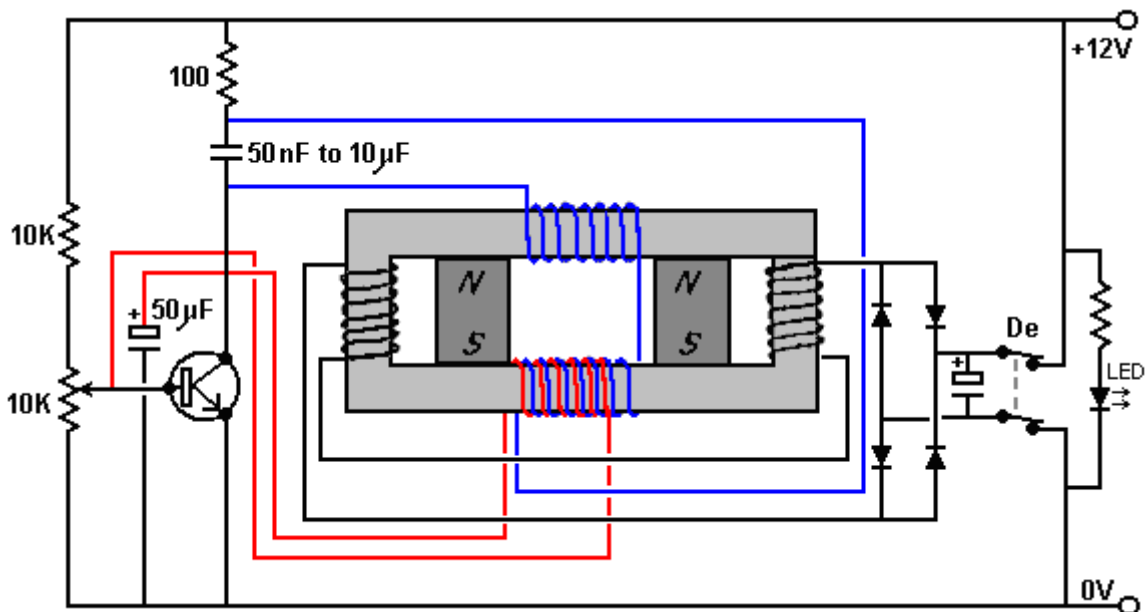 +12V
100
50nF to 10µF
10K
N
N
50µF
+
S
S
De
+
LED
10K
0V